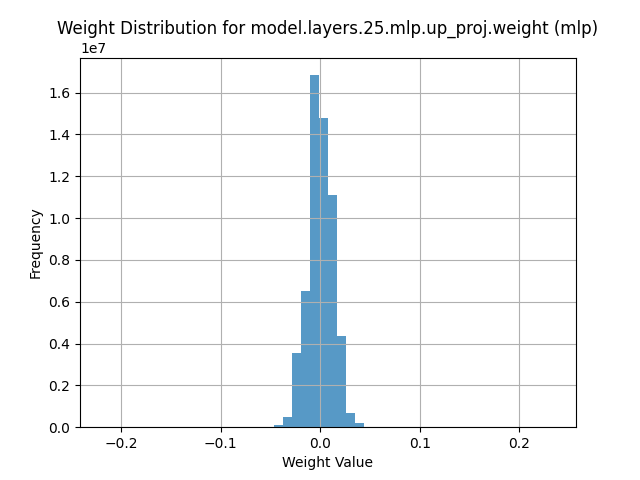 Weight Distribution for model.layers.25.mlp.up_proj.weight (mlp)
1e7
1.6
1.4
1.2
1.0
0.8
0.6
0.4
0.2
0.0
Frequency
−0.2 −0.1 0.0 0.1 0.2
Weight Value